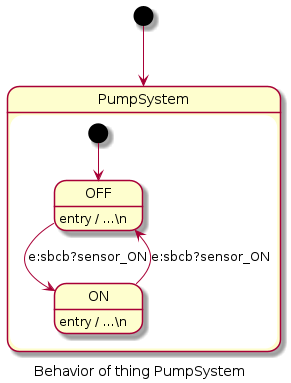 PumpSystem
OFF
entry / ...\n
e:sbcb?sensor_ON e:sbcb?sensor_ON
ON
entry / ...\n
Behavior of thing PumpSystem